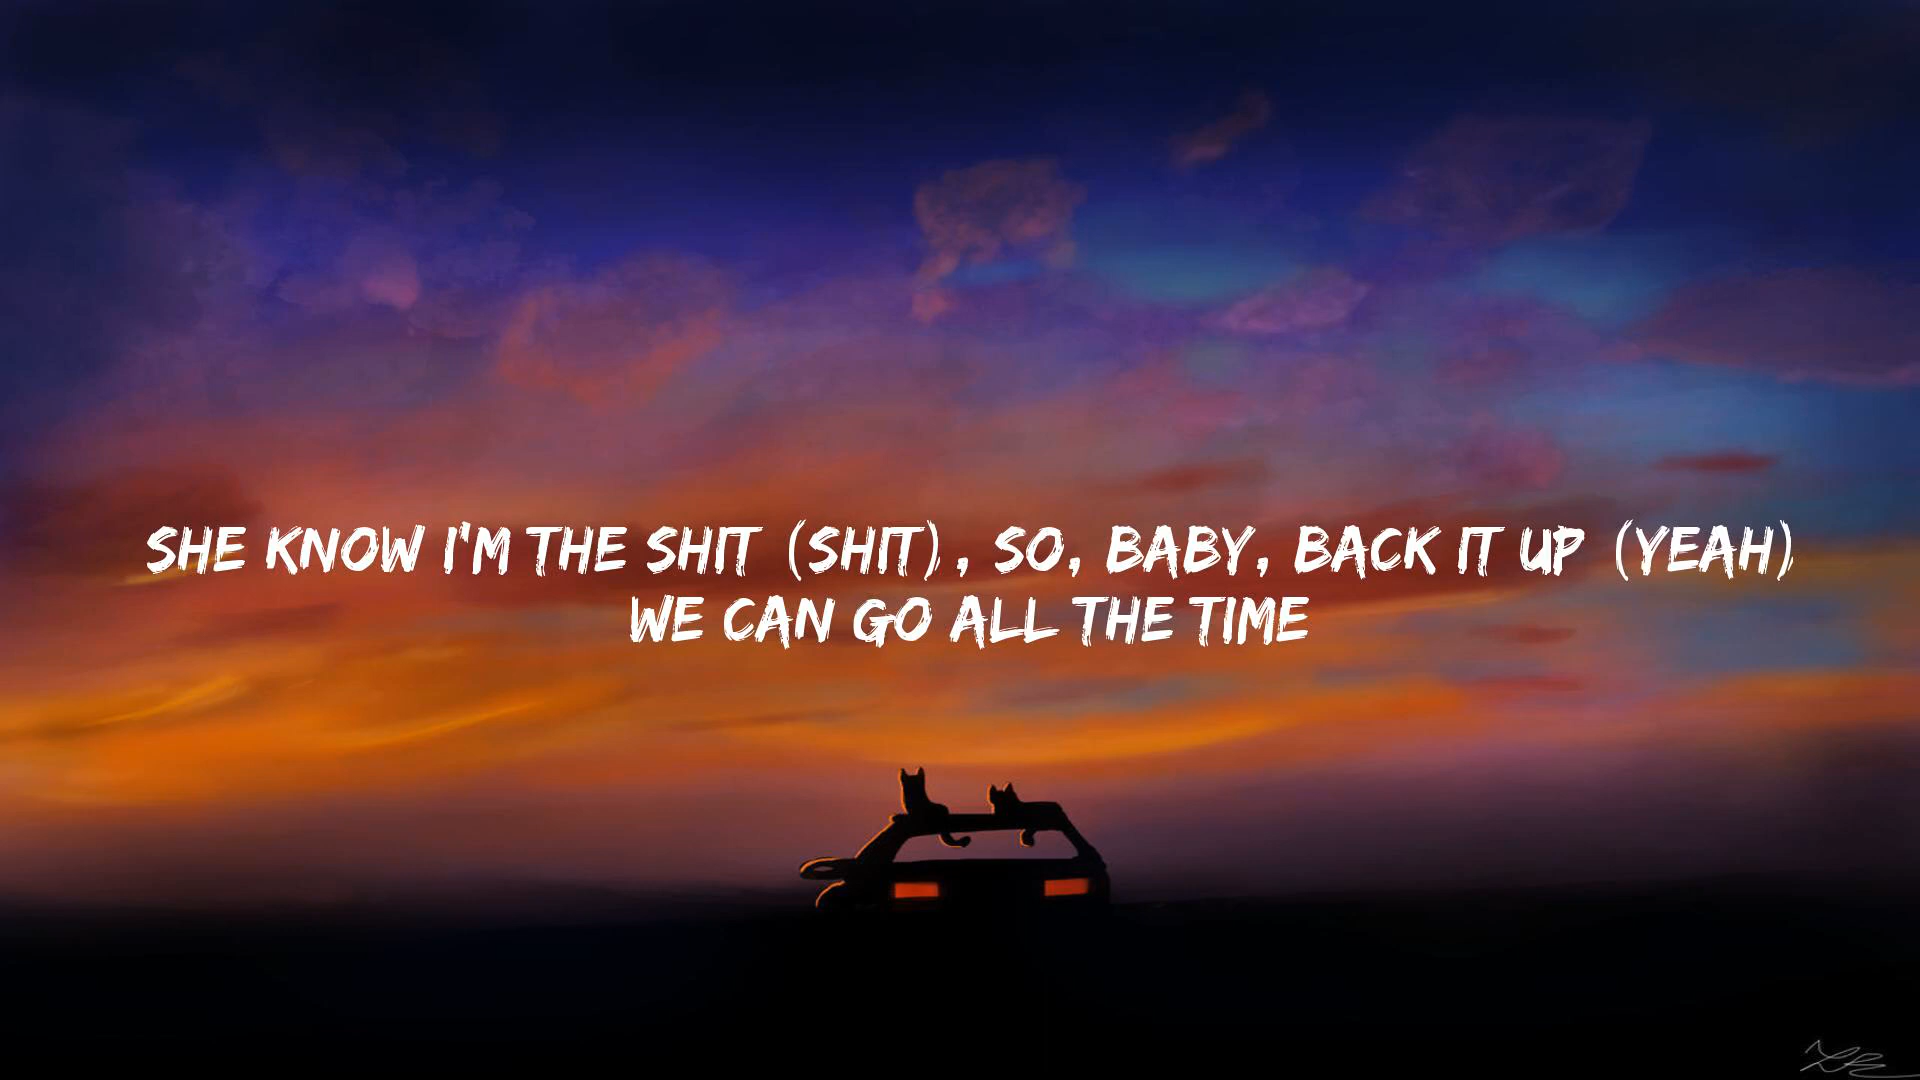 SHE KNOW I'M THE SHIT (SHIT), SO, BABY, BACK IT UP (YEAH)
WE CAN GO ALL THE TIME